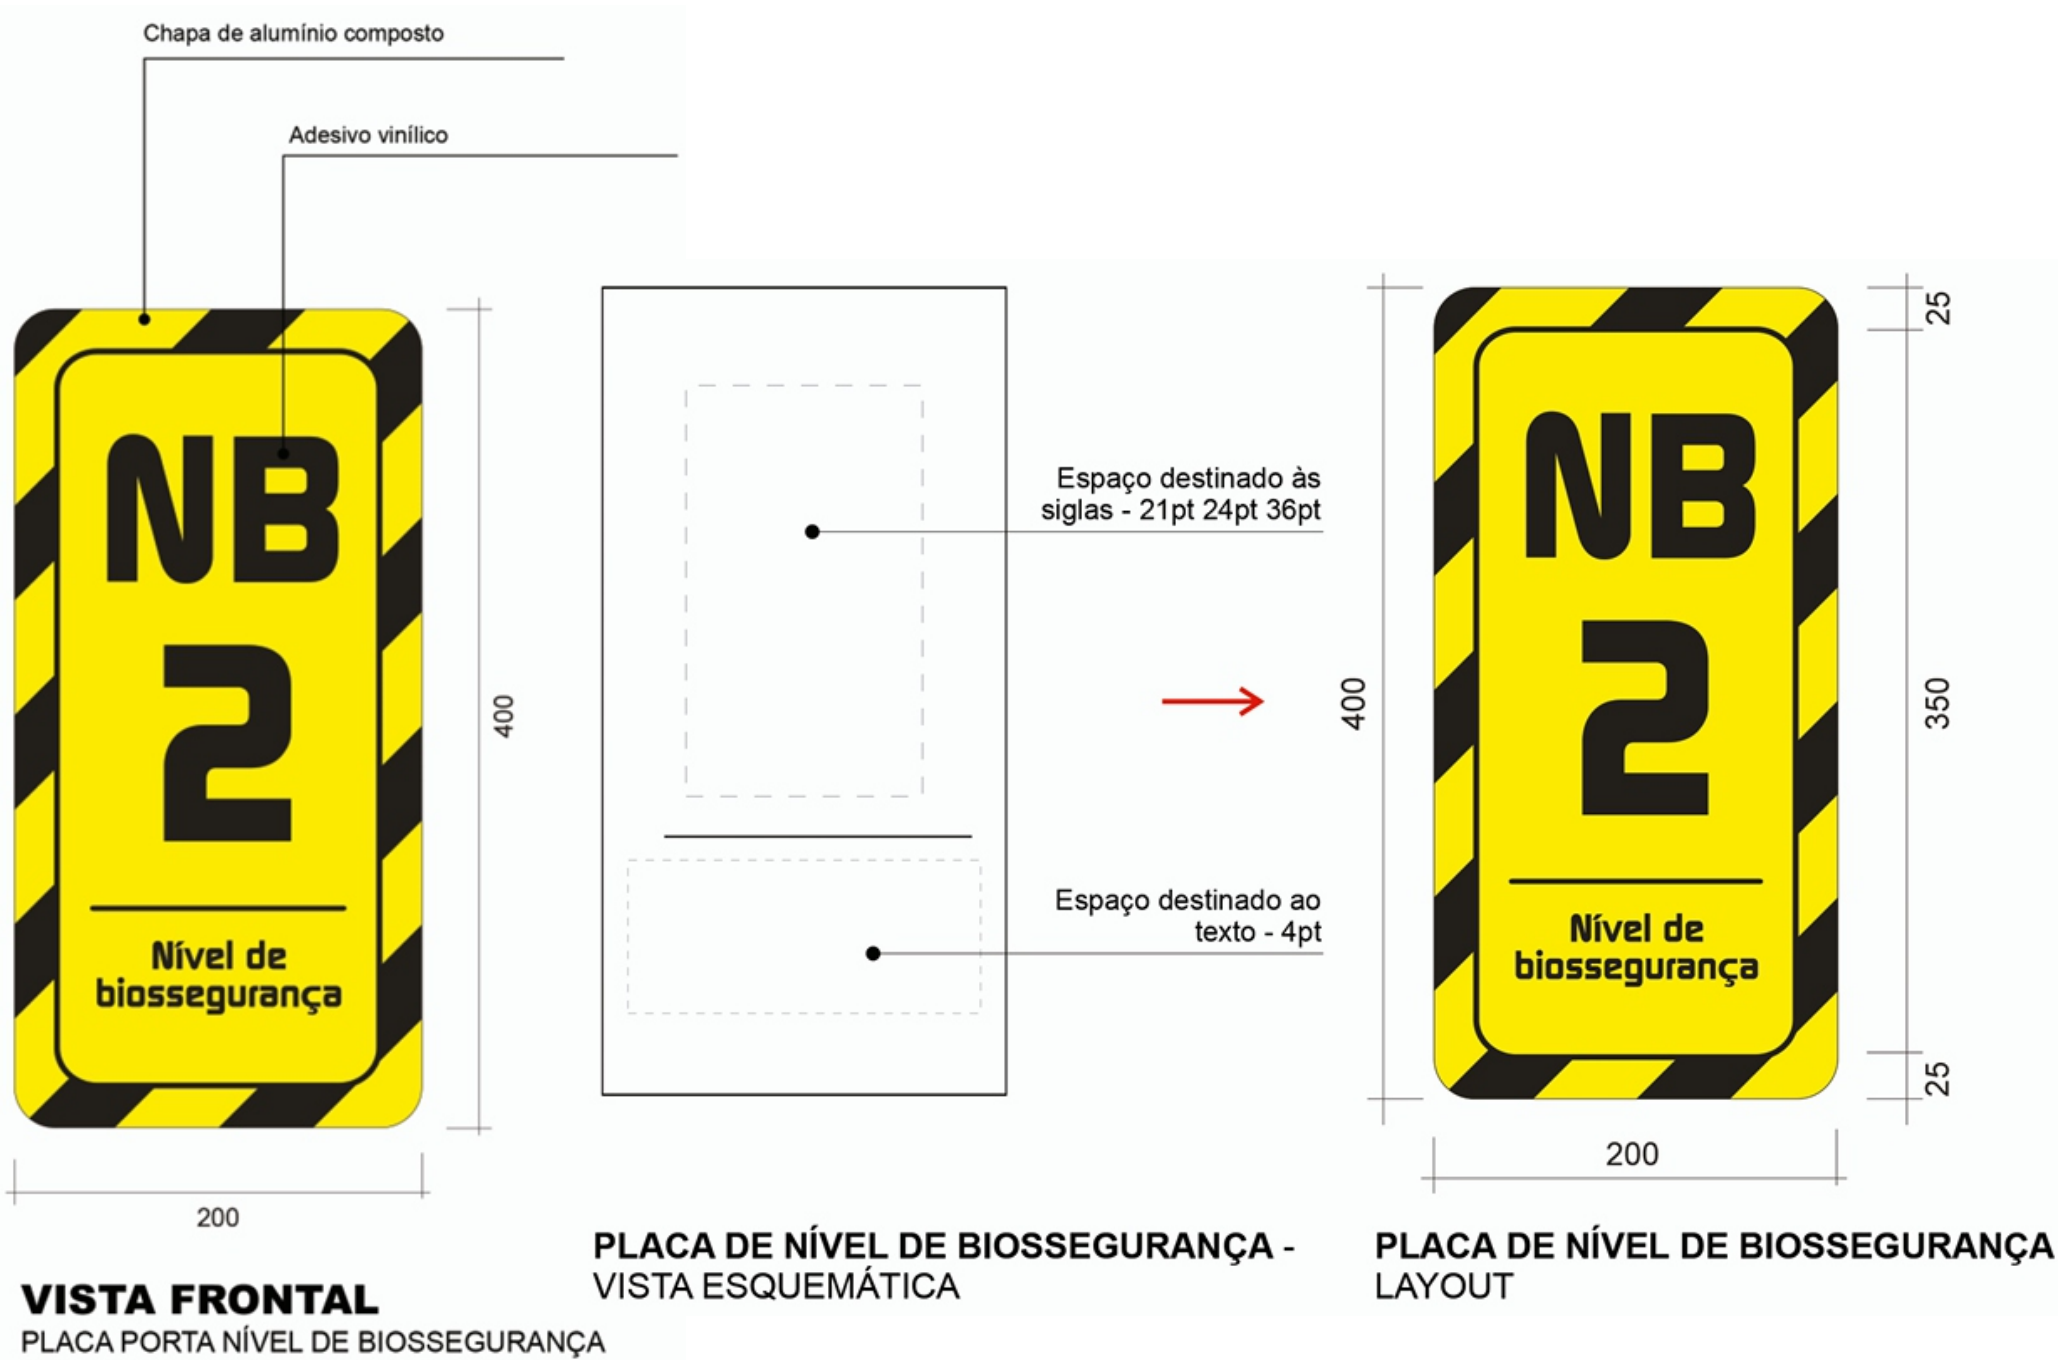 Chapa de alumínio composto
Adesivo vinílico
NB
2
Nível de
biossegurança
400
200
VISTA FRONTAL
PLACA PORTA NÍVEL DE BIOSSEGURANÇA
Espaço destinado às
siglas - 21pt 24pt 36pt
Espaço destinado ao
texto - 4pt
PLACA DE NÍVEL DE BIOSSEGURANÇA -
VISTA ESQUEMÁTICA
400
NB
2
Nível de
biossegurança
25
350
25
200
PLACA DE NÍVEL DE BIOSSEGURANÇA
LAYOUT